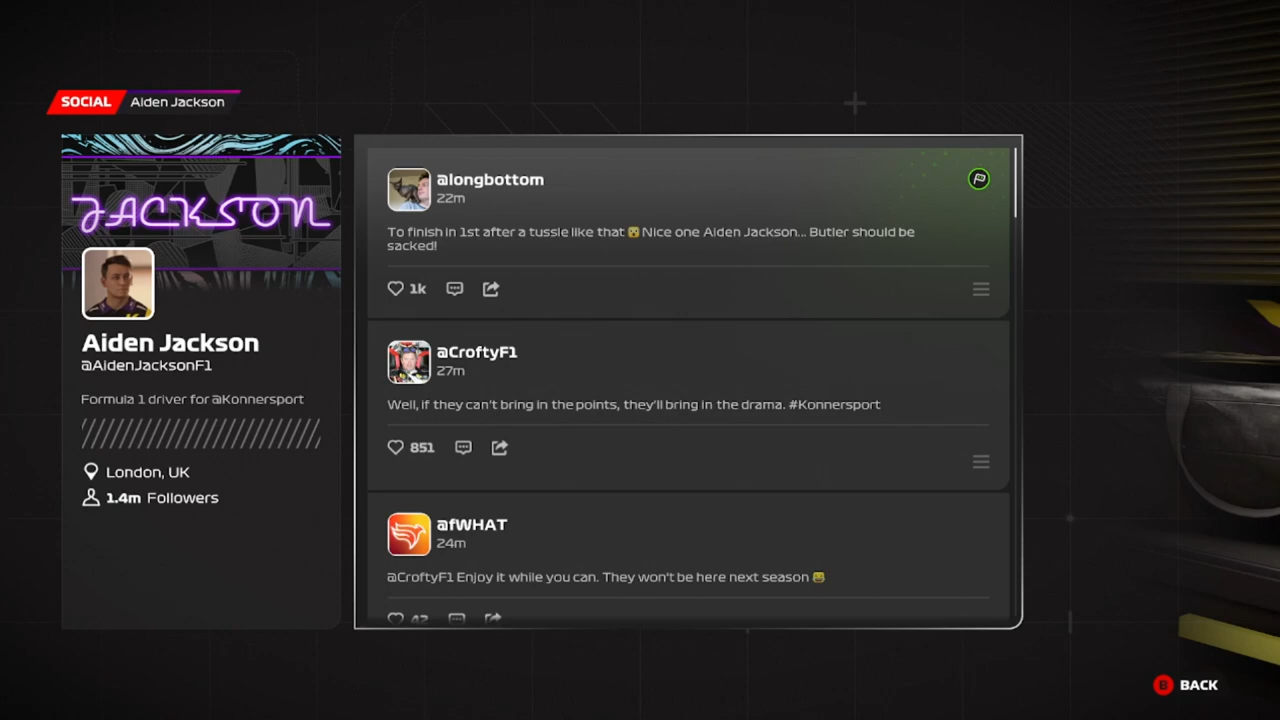 SOCIAL Aiden Jackson
JACKSON
Aiden Jackson
@AidenJacksonF1
Formula 1 driver for @Konnersport
London, UK
1.4m Followers
@longbottom
22m
To finish in 1st after a tussle like that 😮 Nice one Aiden Jackson... Butler should be
sacked!
1k
@CroftyF1
27m
Well, if they can't bring in the points, they'll bring in the drama. #Konnersport
851
@fWHAT
24m
@CroftyF1 Enjoy it while you can. They won't be here next season 😆
42
B BACK